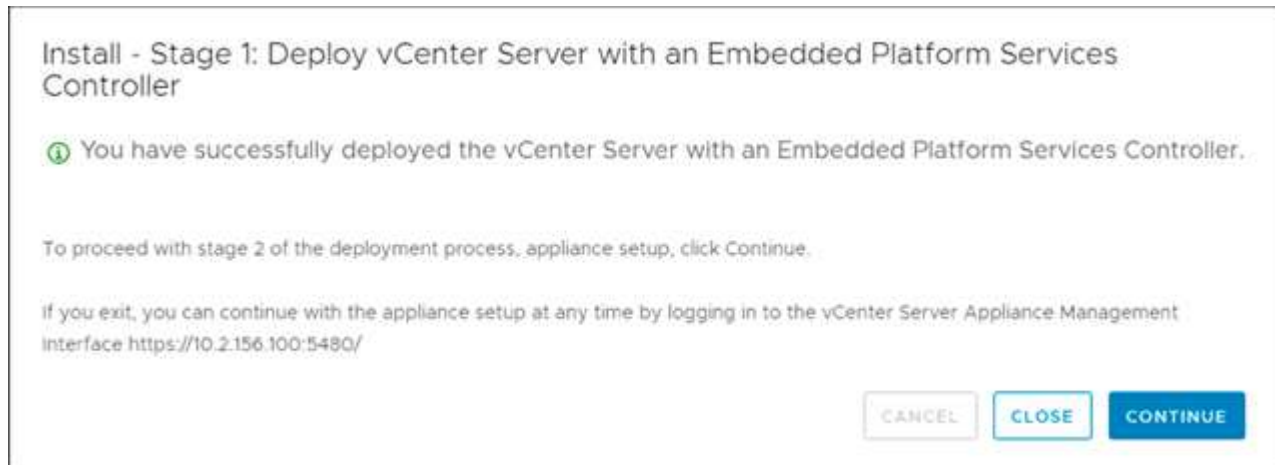 Install - Stage 1: Deploy vCenter Server with an Embedded Platform Services
Controller
You have successfully deployed the vCenter Server with an Embedded Platform Services Controller.
To proceed with stage 2 of the deployment process, appliance setup, click Continue.
If you exit, you can continue with the appliance setup at any time by logging in to the vCenter Server Appliance Management
Interface https://10.2.156.100:5480/
CANCEL CLOSE CONTINUE